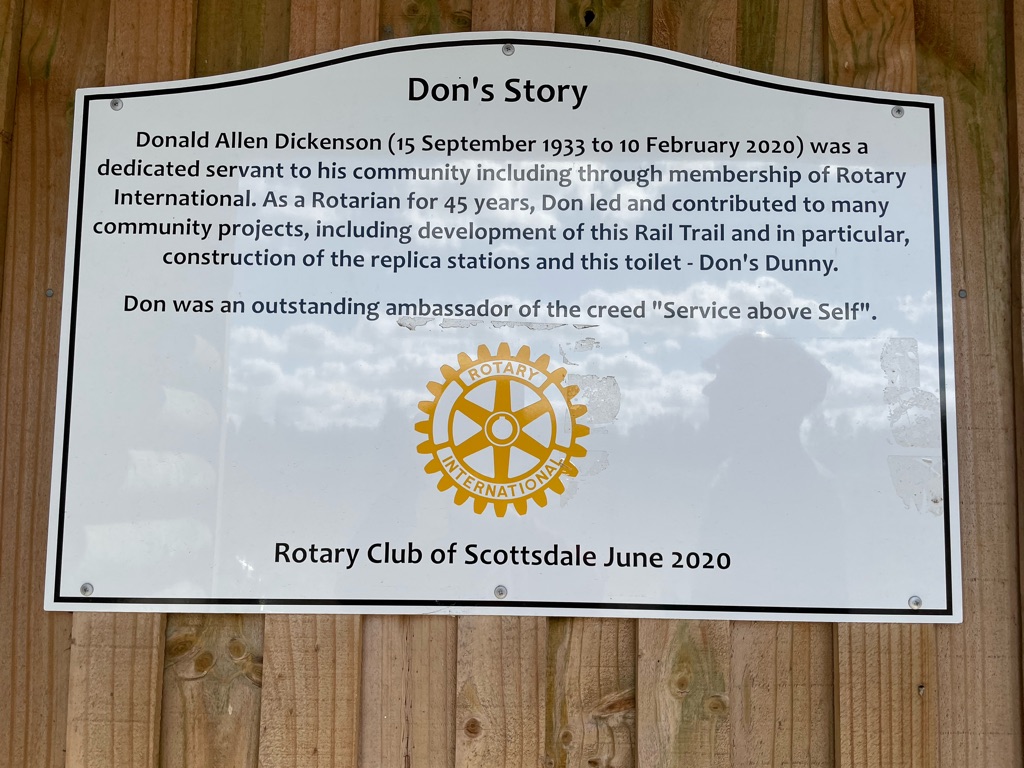 Don's Story
Donald Allen Dickenson (15 September 1933 to 10 February 2020) was a
dedicated servant to his community including through membership of Rotary
International. As a Rotarian for 45 years, Don led and contributed to many
community projects, including development of this Rail Trail and in particular,
construction of the replica stations and this toilet - Don's Dunny.
Don was an outstanding ambassador of the creed "Service above Self".
ROTARY
INTERNATIONAL
Rotary Club of Scottsdale June 2020